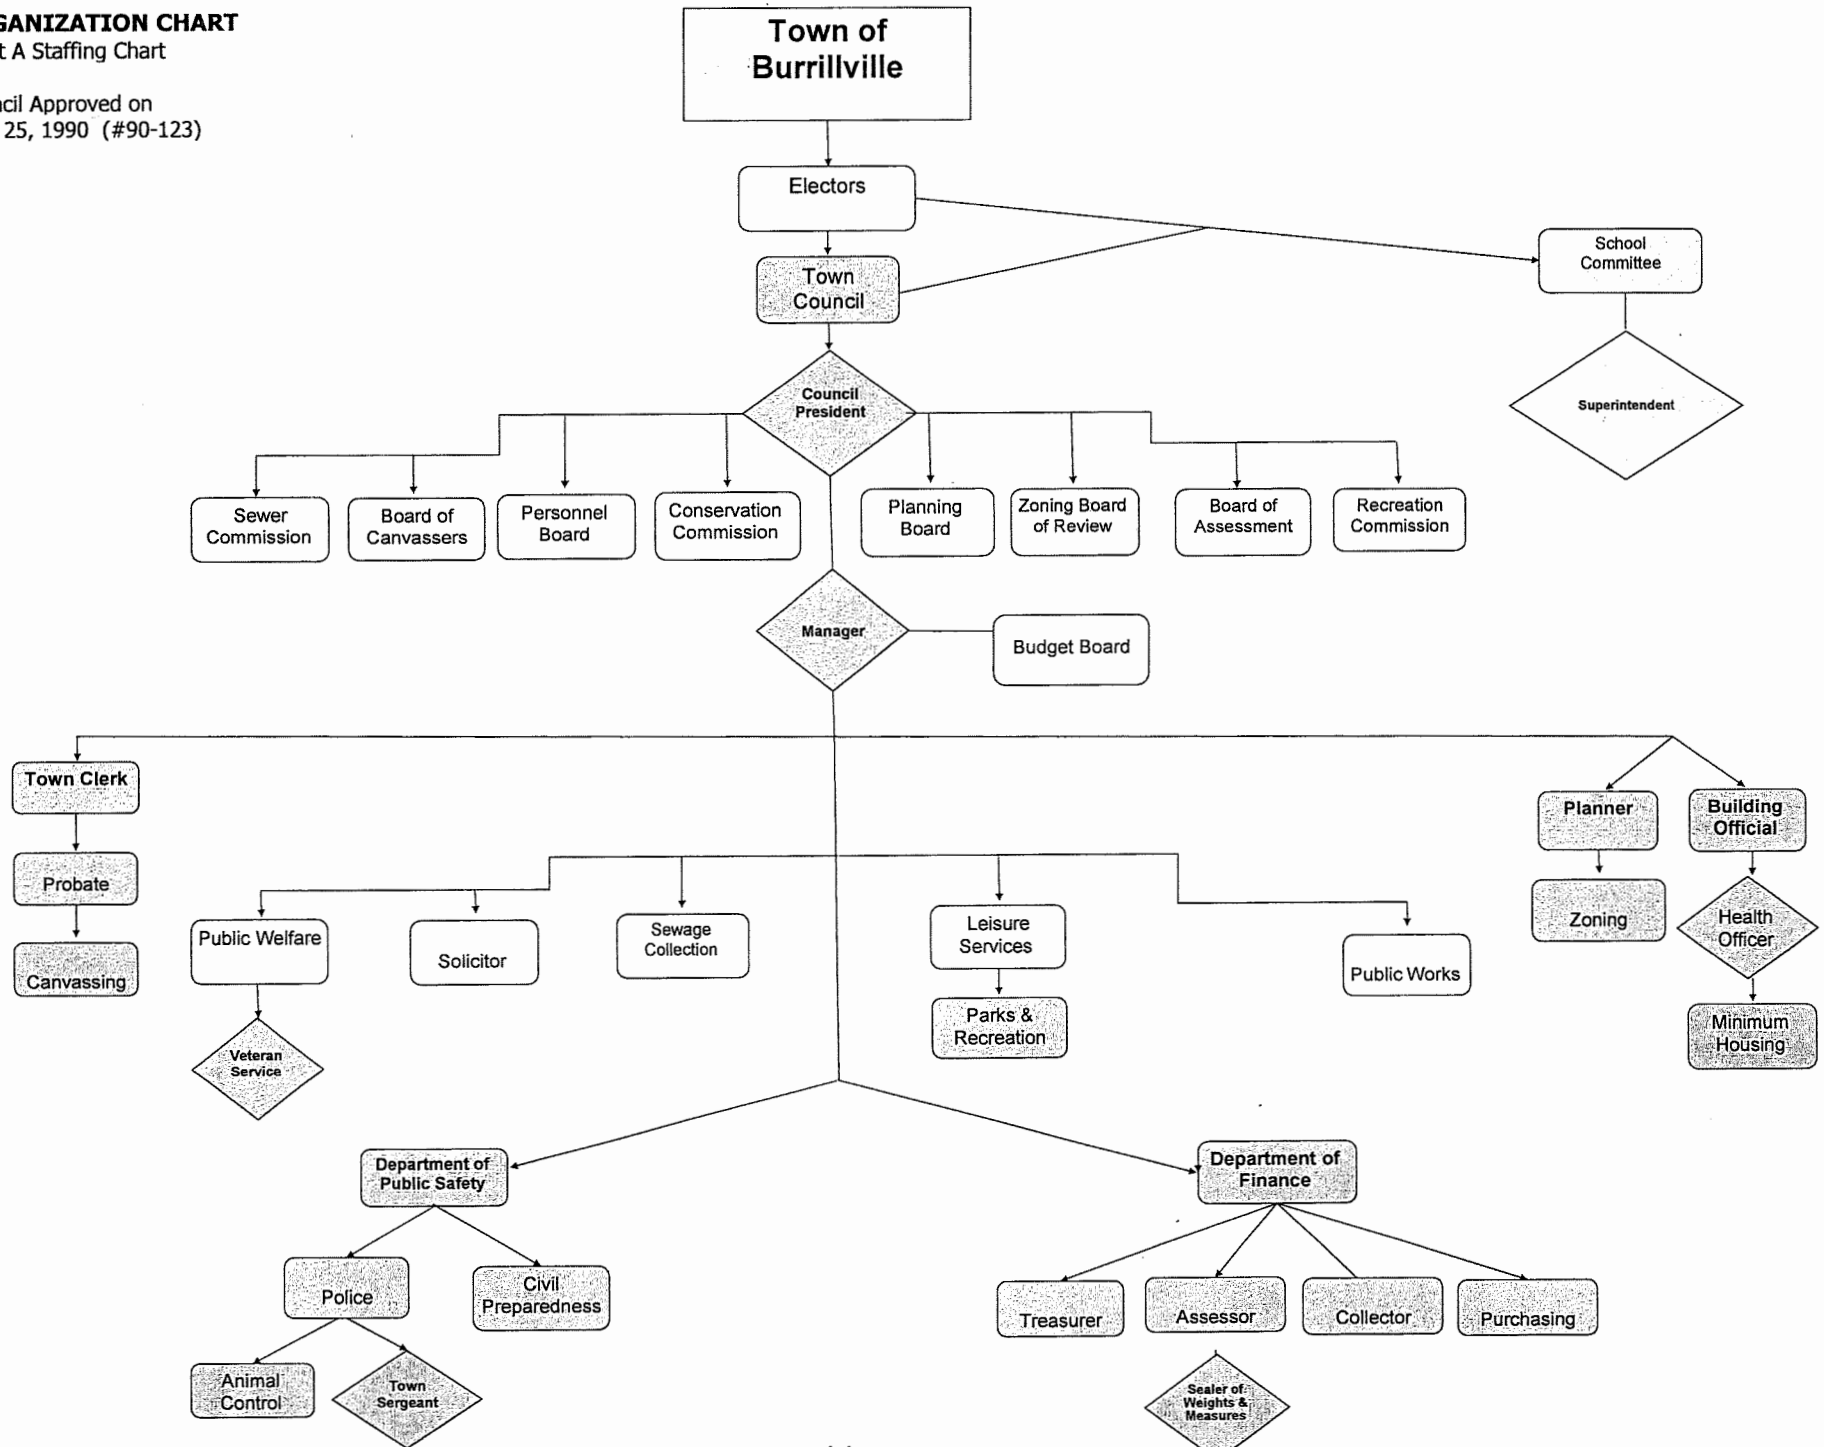 GANIZATION CHART
t A Staffing Chart
cil Approved on
25, 1990 (#90-123)
Town of
Burrillville
Electors
Town
Council
School
Committee
Council
President
Superintendent
Sewer
Commission
Board of
Canvassers
Personnel
Board
Conservation
Commission
Planning
Board
Zoning Board
of Review
Board of
Assessment
Recreation
Commission
Manager
Budget Board
Town Clerk
Planner
Building
Official
Probate
Canvassing
Zoning
Health
Officer
Minimum
Housing
Public Welfare
Solicitor
Sewage
Collection
Leisure
Services
Public Works
Veteran
Service
Parks &
Recreation
Department of
Public Safety
Department of
Finance
Police
Civil
Preparedness
Treasurer
Assessor
Collector
Purchasing
Animal
Control
Town
Sergeant
Sealer of
Weights &
Measures